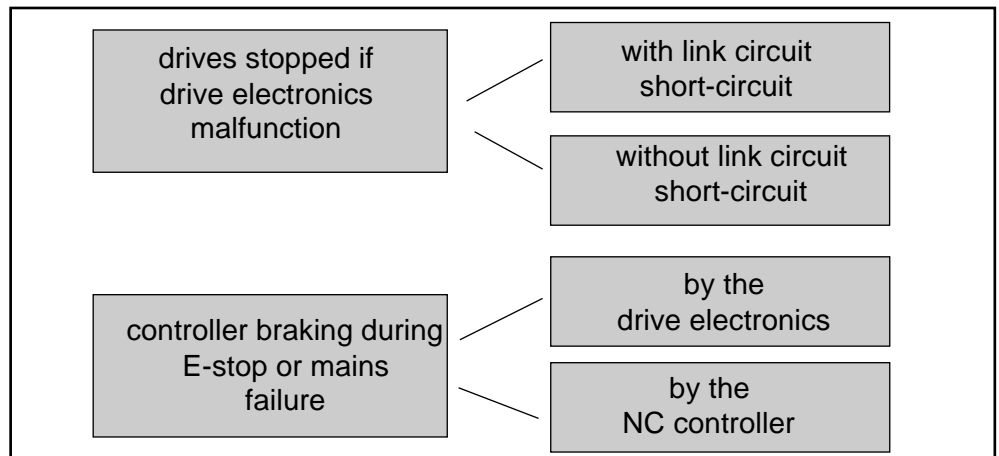 drives stopped if
drive electronics
malfunction
with link circuit
short-circuit
without link circuit
short-circuit
controller braking during
E-stop or mains
failure
by the
drive electronics
by the
NC controller